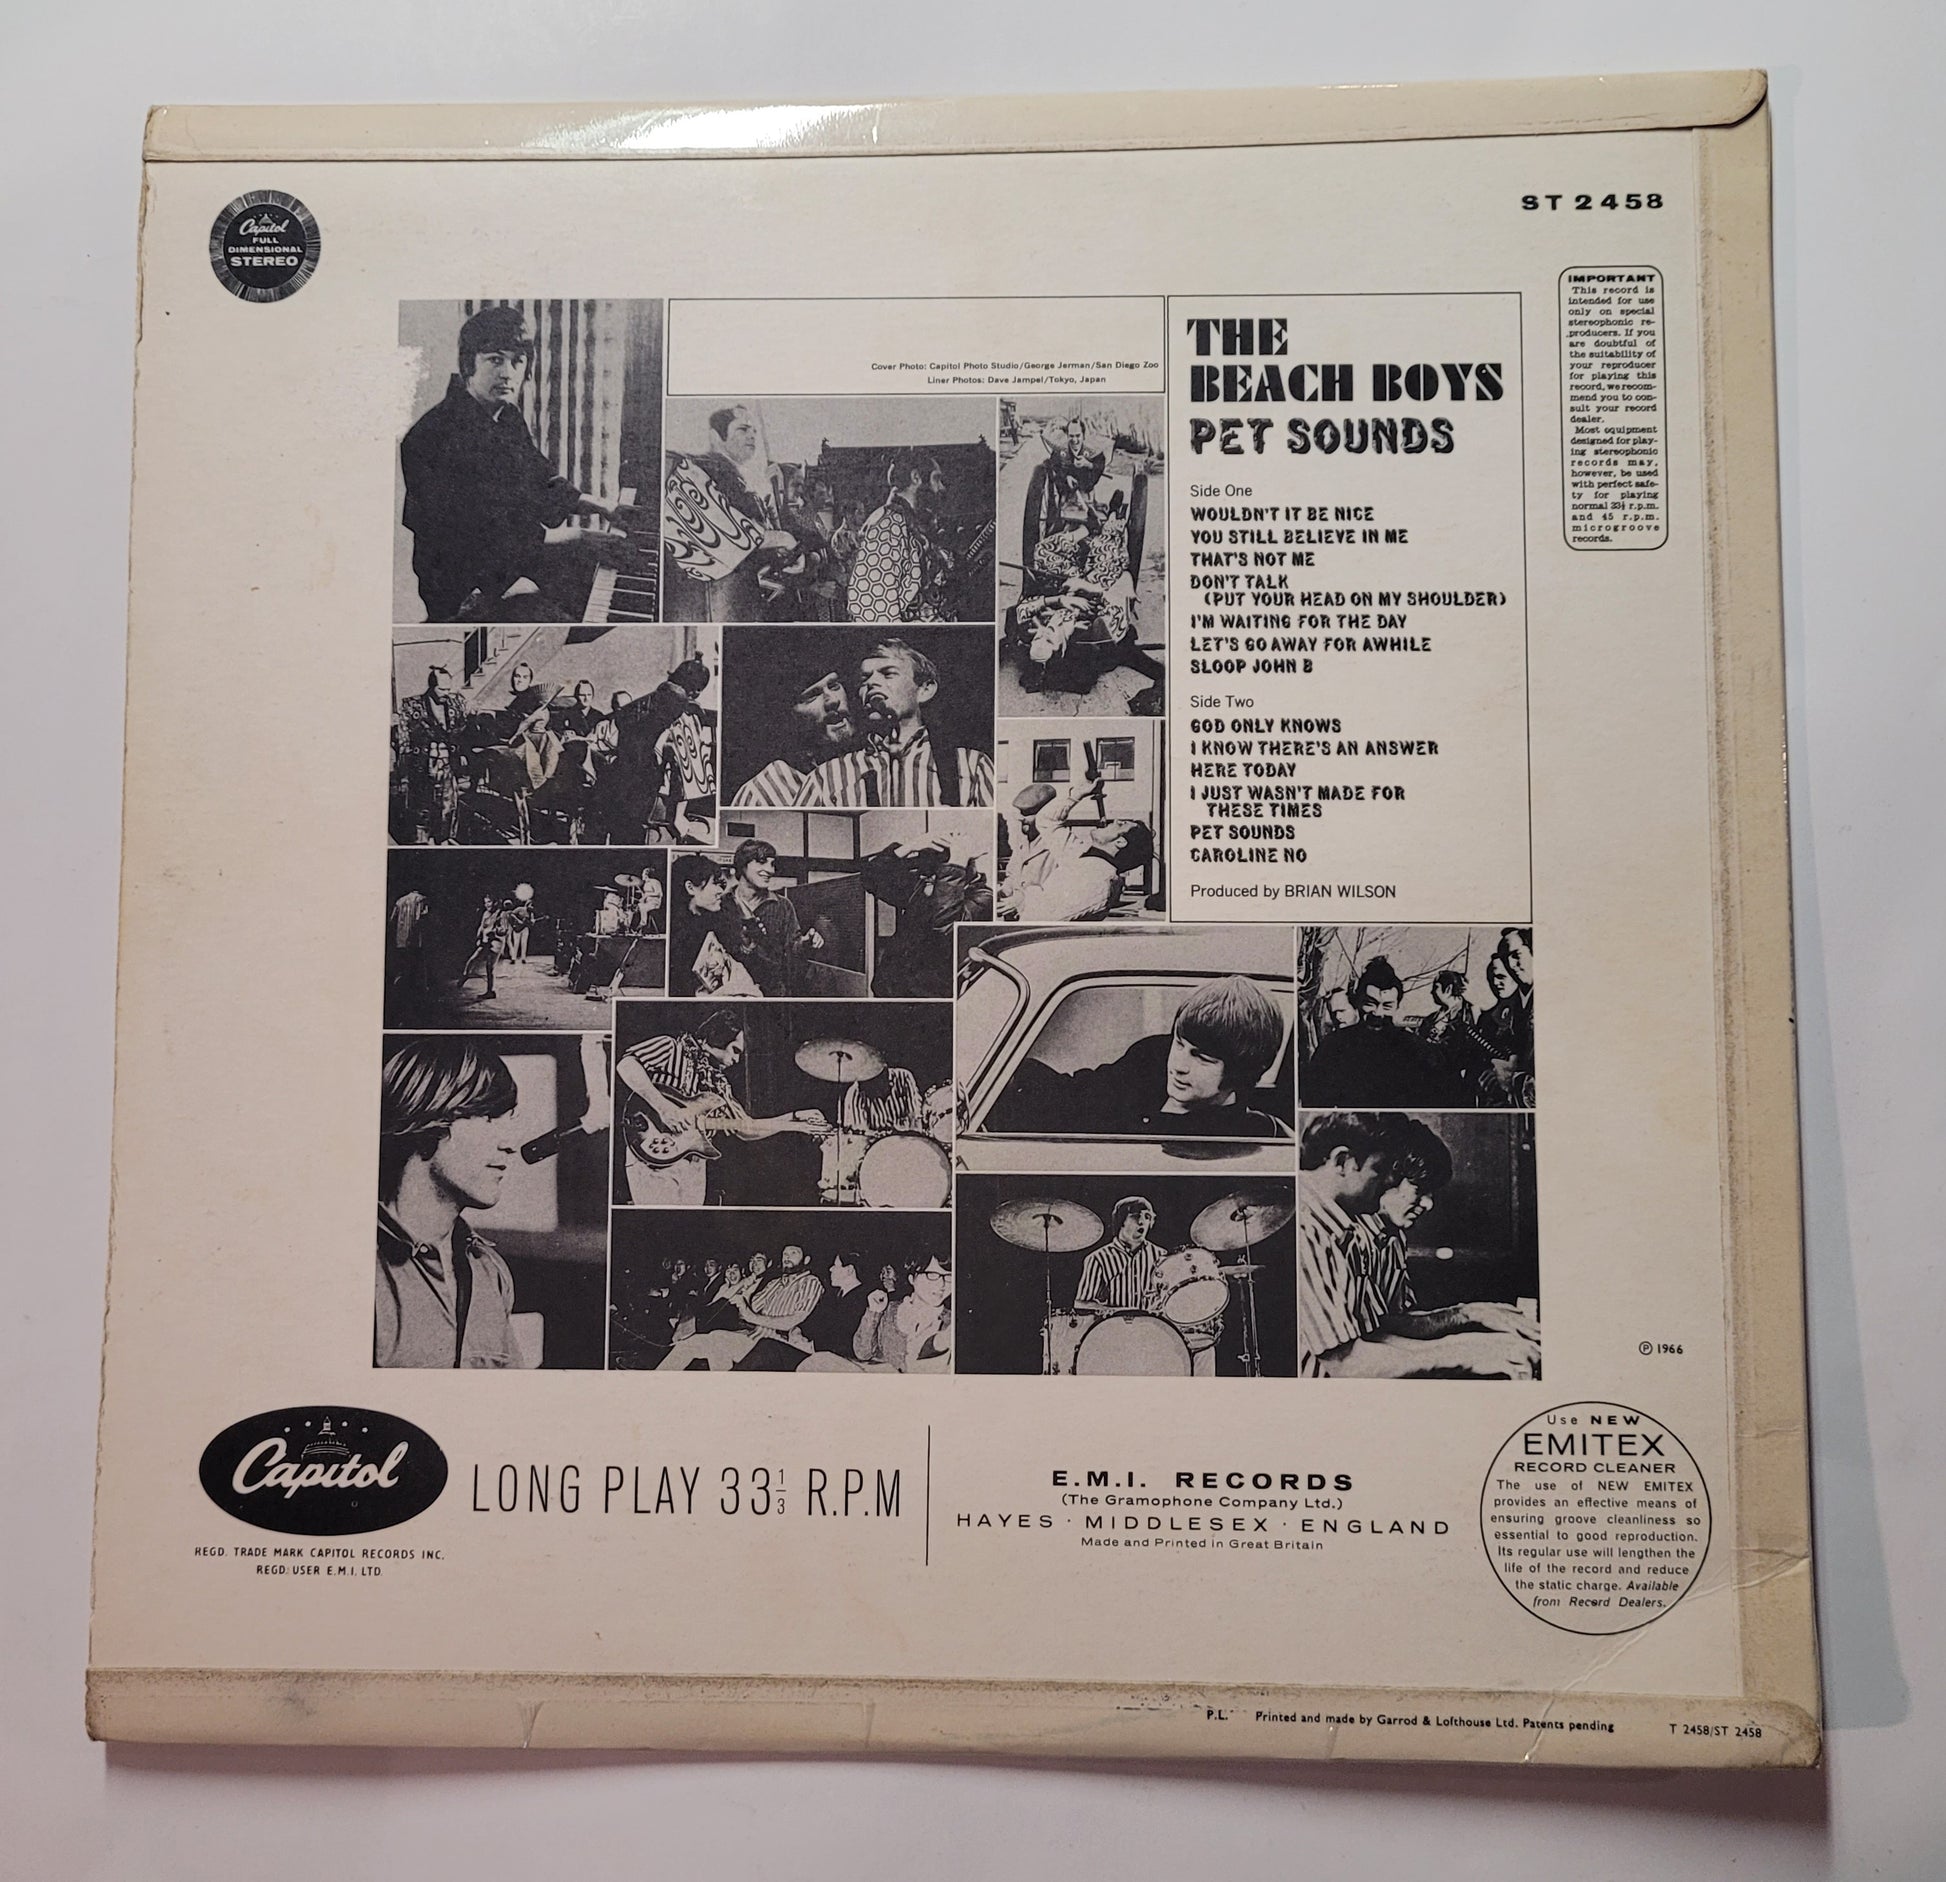 Capitol
FULL
DIMENSIONAL
STEREO
ST 2458
IMPORTANT
This record is
intended for use
only on special
stereophonic re-
producers. If you
are doubtful of
the suitability of
your reproducer
for playing this
record, we recom-
mend you to con-
sult your record
dealer.
Most equipment
designed for play-
ing stereophonic
records may,
however, be used
with perfect safe-
ty for playing
normal 33⅓ r.p.m.
and 45 r.p.m.
microgroove
records.
Cover Photo: Capitol Photo Studio/George Jerman/San Diego Zoo
Liner Photos: Dave Jampel/Tokyo, Japan
THE
BEACH BOYS
PET SOUNDS
Side One
WOULDN'T IT BE NICE
YOU STILL BELIEVE IN ME
THAT'S NOT ME
DON'T TALK
(PUT YOUR HEAD ON MY SHOULDER)
I'M WAITING FOR THE DAY
LET'S GO AWAY FOR AWHILE
SLOOP JOHN B
Side Two
GOD ONLY KNOWS
I KNOW THERE'S AN ANSWER
HERE TODAY
I JUST WASN'T MADE FOR
THESE TIMES
PET SOUNDS
CAROLINE NO
Produced by BRIAN WILSON
℗ 1966
Capitol
REGD. TRADE MARK CAPITOL RECORDS INC.
REGD. USER E.M.I. LTD.
LONG PLAY 33⅓ R.P.M
E.M.I. RECORDS
(The Gramophone Company Ltd.)
HAYES · MIDDLESEX · ENGLAND
Made and Printed in Great Britain
Use NEW
EMITEX
RECORD CLEANER
The use of NEW EMITEX
provides an effective means of
ensuring groove cleanliness so
essential to good reproduction.
Its regular use will lengthen the
life of the record and reduce
the static charge. Available
from Record Dealers.
P.L. Printed and made by Garrod & Lofthouse Ltd. Patents pending
T 2458/ST 2458